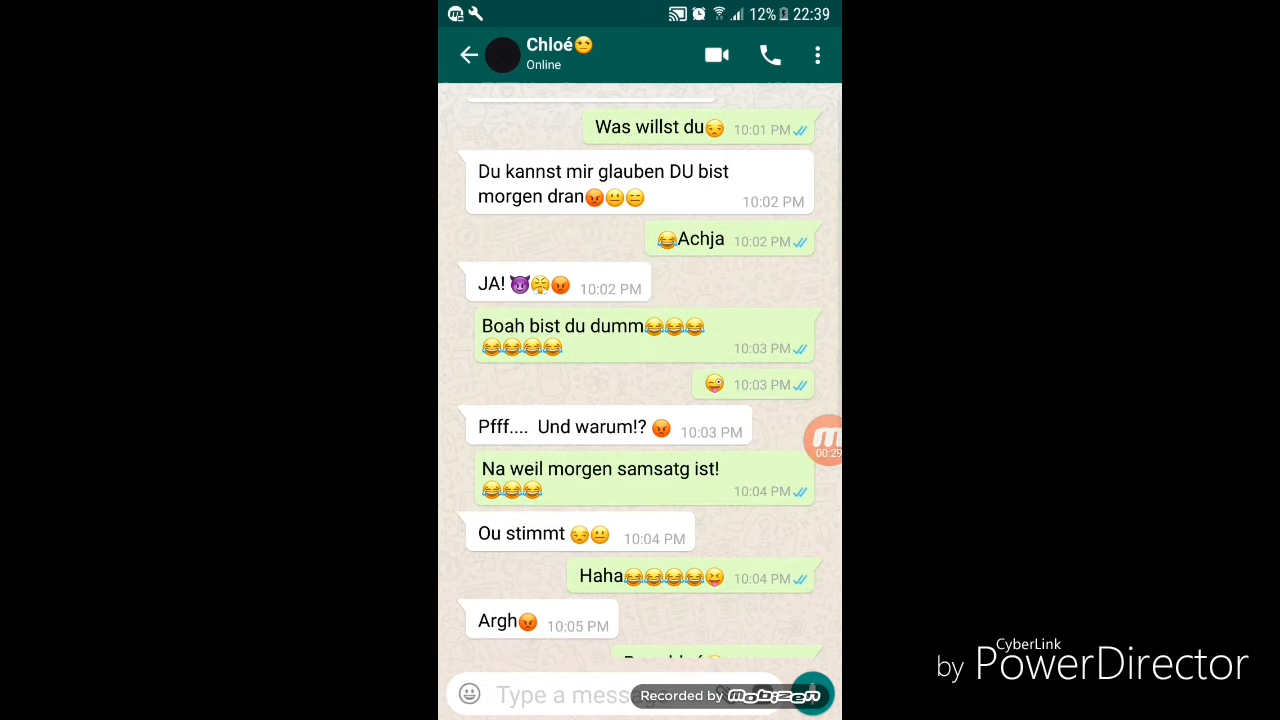 12% 22:39
Chloé😒
Online
Was willst du😒 10:01 PM
Du kannst mir glauben DU bist
morgen dran😡😐😑 10:02 PM
😂Achja 10:02 PM
JA! 😈😤😡 10:02 PM
Boah bist du dumm😂😂😂
😂😂😂😂 10:03 PM
😜 10:03 PM
Pfff.... Und warum!? 😡 10:03 PM
Na weil morgen samsatg ist!
😂😂😂 10:04 PM
Ou stimmt 😒😐 10:04 PM
Haha😂😂😂😂😝 10:04 PM
Argh😡 10:05 PM
00:29
Type a mess
Recorded by mobizen
CyberLink
by PowerDirector